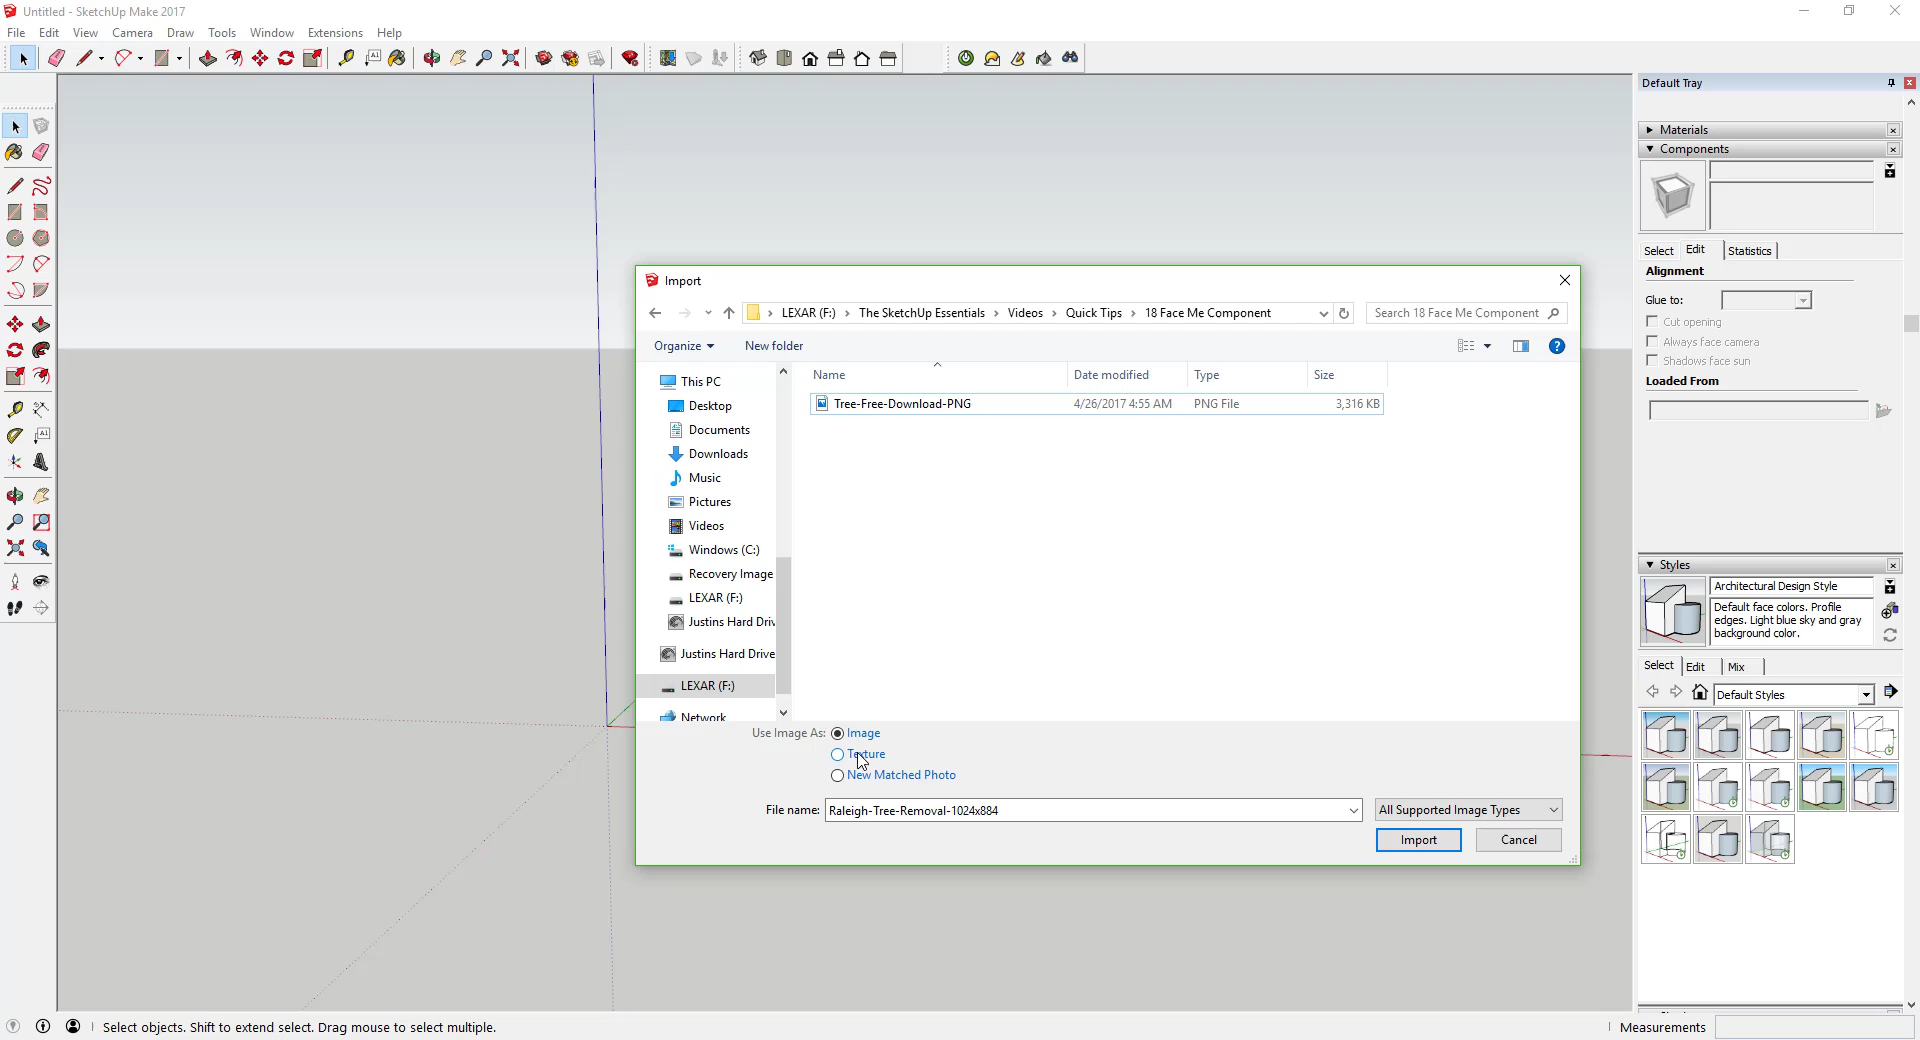 Untitled - SketchUp Make 2017
File Edit View Camera Draw Tools Window Extensions Help
Default Tray
Materials
Components
Select Edit Statistics
Alignment
Glue to:
Cut opening
Always face camera
Shadows face sun
Loaded From
Import
LEXAR (F:) › The SketchUp Essentials › Videos › Quick Tips › 18 Face Me Component
Search 18 Face Me Component
Organize New folder
Name Date modified Type Size
Tree-Free-Download-PNG 4/26/2017 4:55 AM PNG File 3,316 KB
This PC
Desktop
Documents
Downloads
Music
Pictures
Videos
Windows (C:)
Recovery Image
LEXAR (F:)
Justins Hard Driv
Justins Hard Drive
LEXAR (F:)
Network
Use Image As: Image
Texture
New Matched Photo
File name: Raleigh-Tree-Removal-1024x884 All Supported Image Types
Import Cancel
Styles
Architectural Design Style
Default face colors. Profile
edges. Light blue sky and gray
background color.
Select Edit Mix
Default Styles
Select objects. Shift to extend select. Drag mouse to select multiple.
Measurements